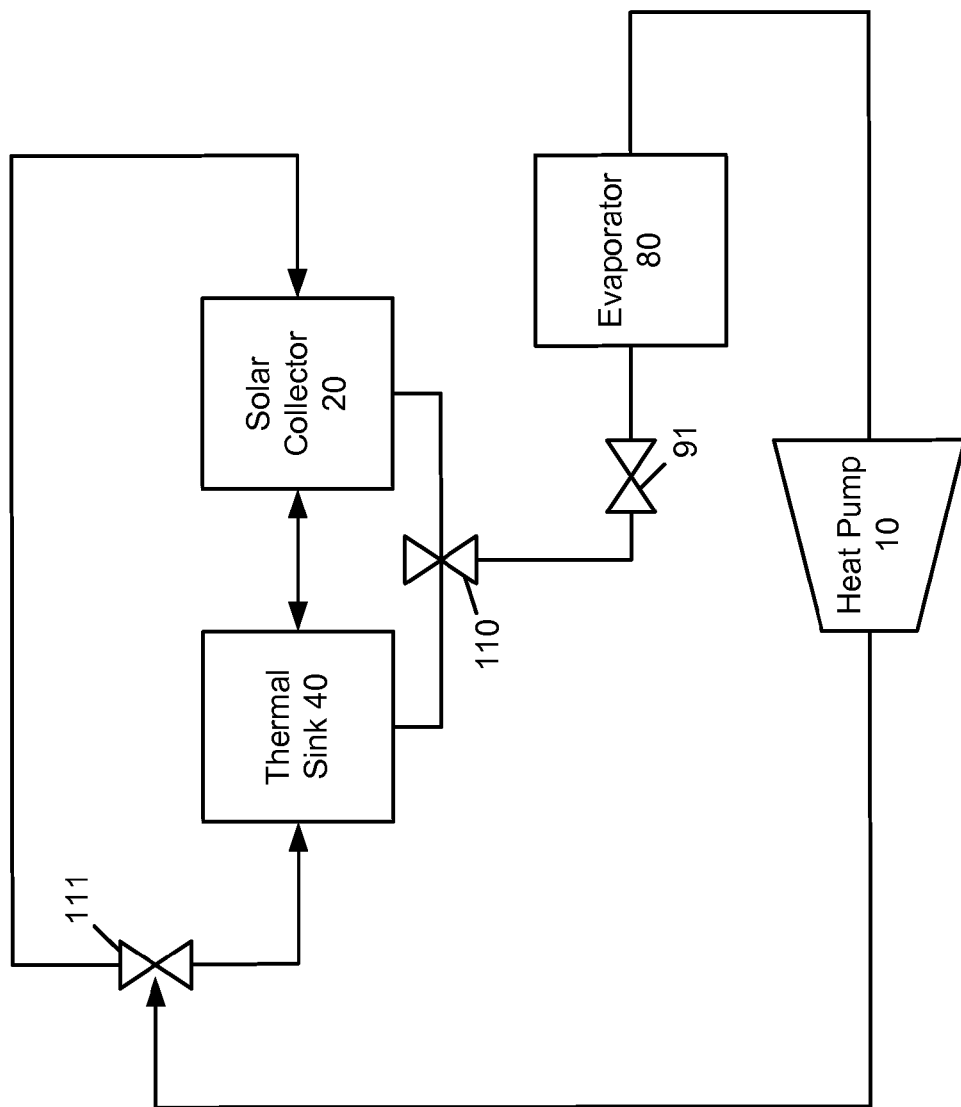 111
Thermal
Sink 40
Solar
Collector
20
110
91
Evaporator
80
Heat Pump
10